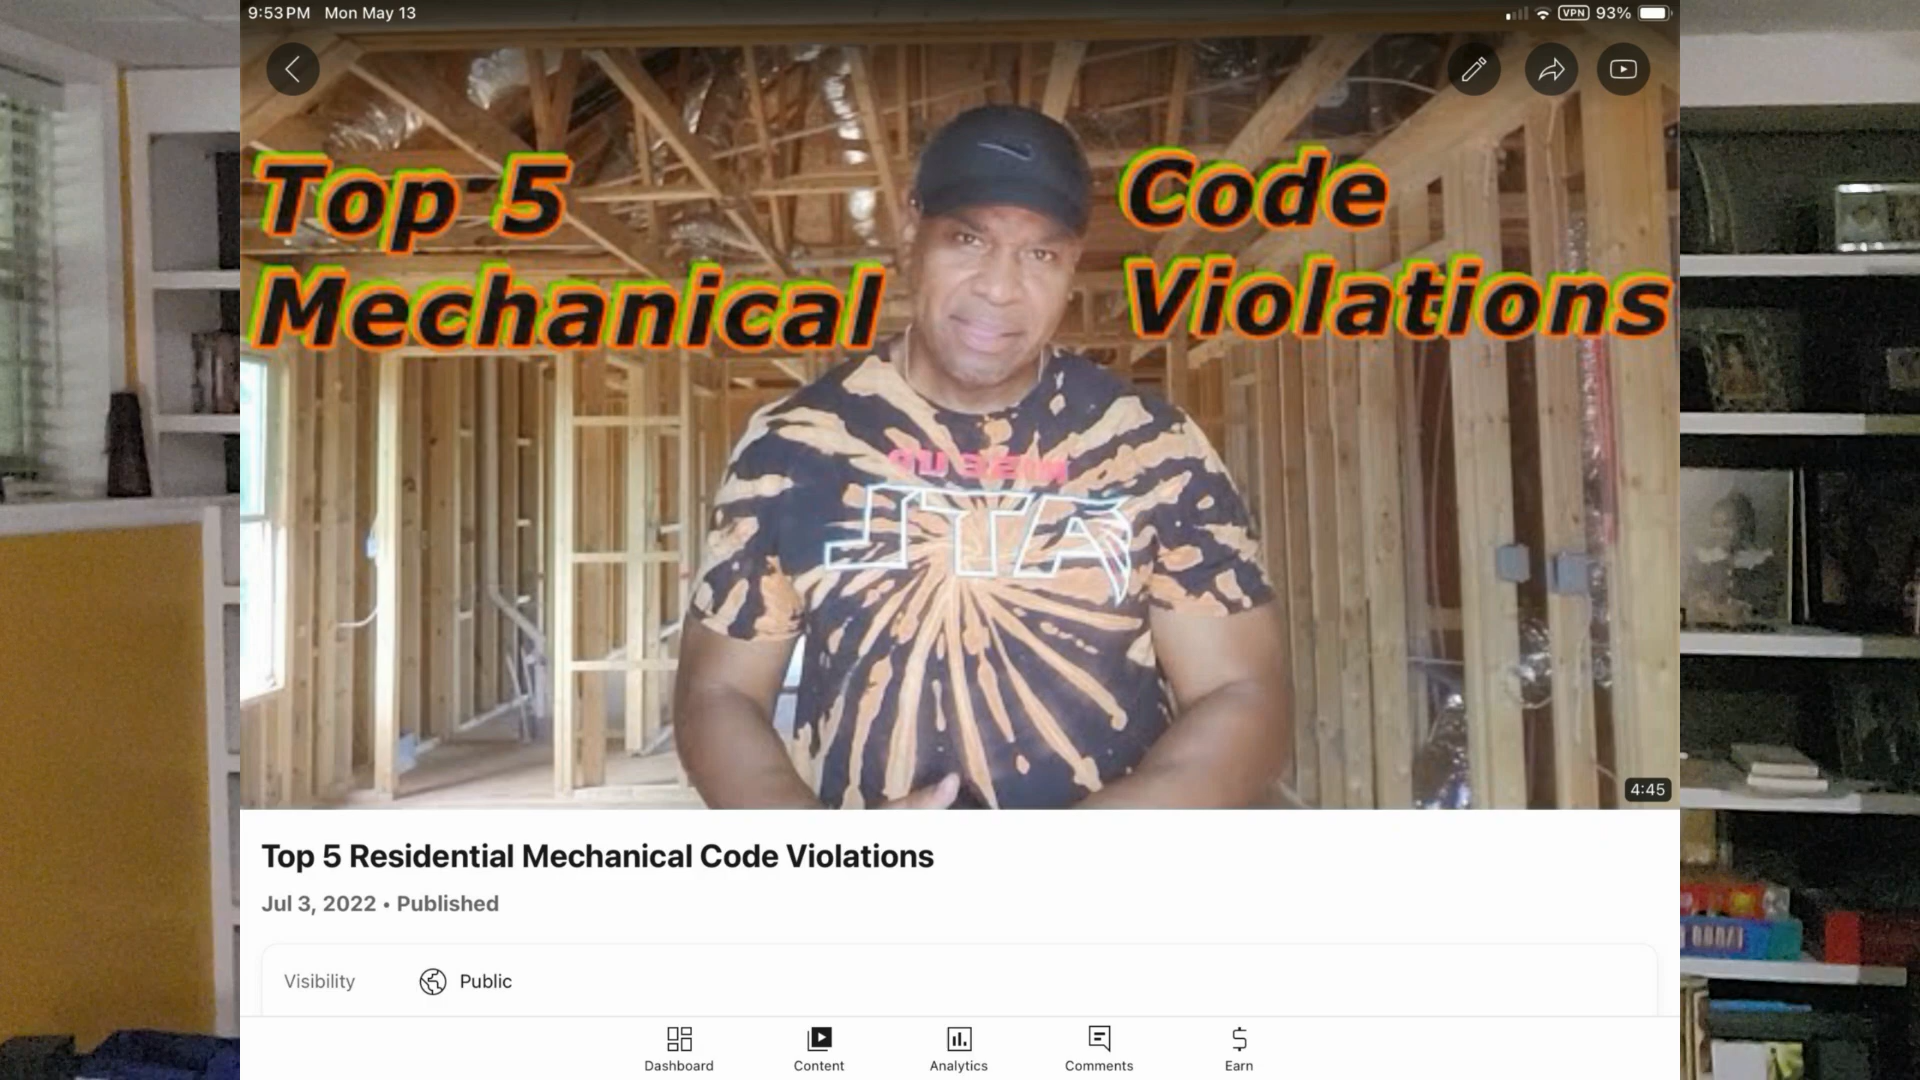 9:53 PM Mon May 13
VPN 93%
Top 5
Mechanical
Code
Violations
ATL
4:45
Top 5 Residential Mechanical Code Violations
Jul 3, 2022 • Published
Visibility Public
Dashboard Content Analytics Comments Earn